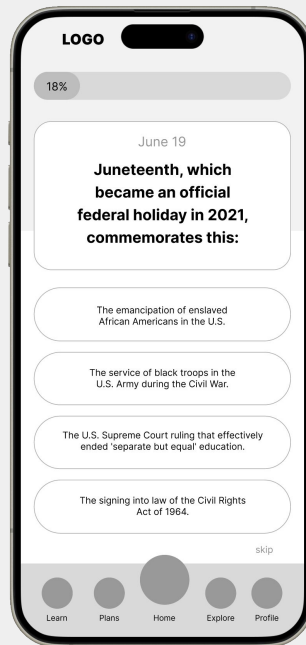 LOGO
18%
June 19
Juneteenth, which
became an official
federal holiday in 2021,
commemorates this:
The emancipation of enslaved
African Americans in the U.S.
The service of black troops in the
U.S. Army during the Civil War.
The U.S. Supreme Court ruling that effectively
ended 'separate but equal' education.
The signing into law of the Civil Rights
Act of 1964.
skip
Learn
Plans
Home
Explore
Profile